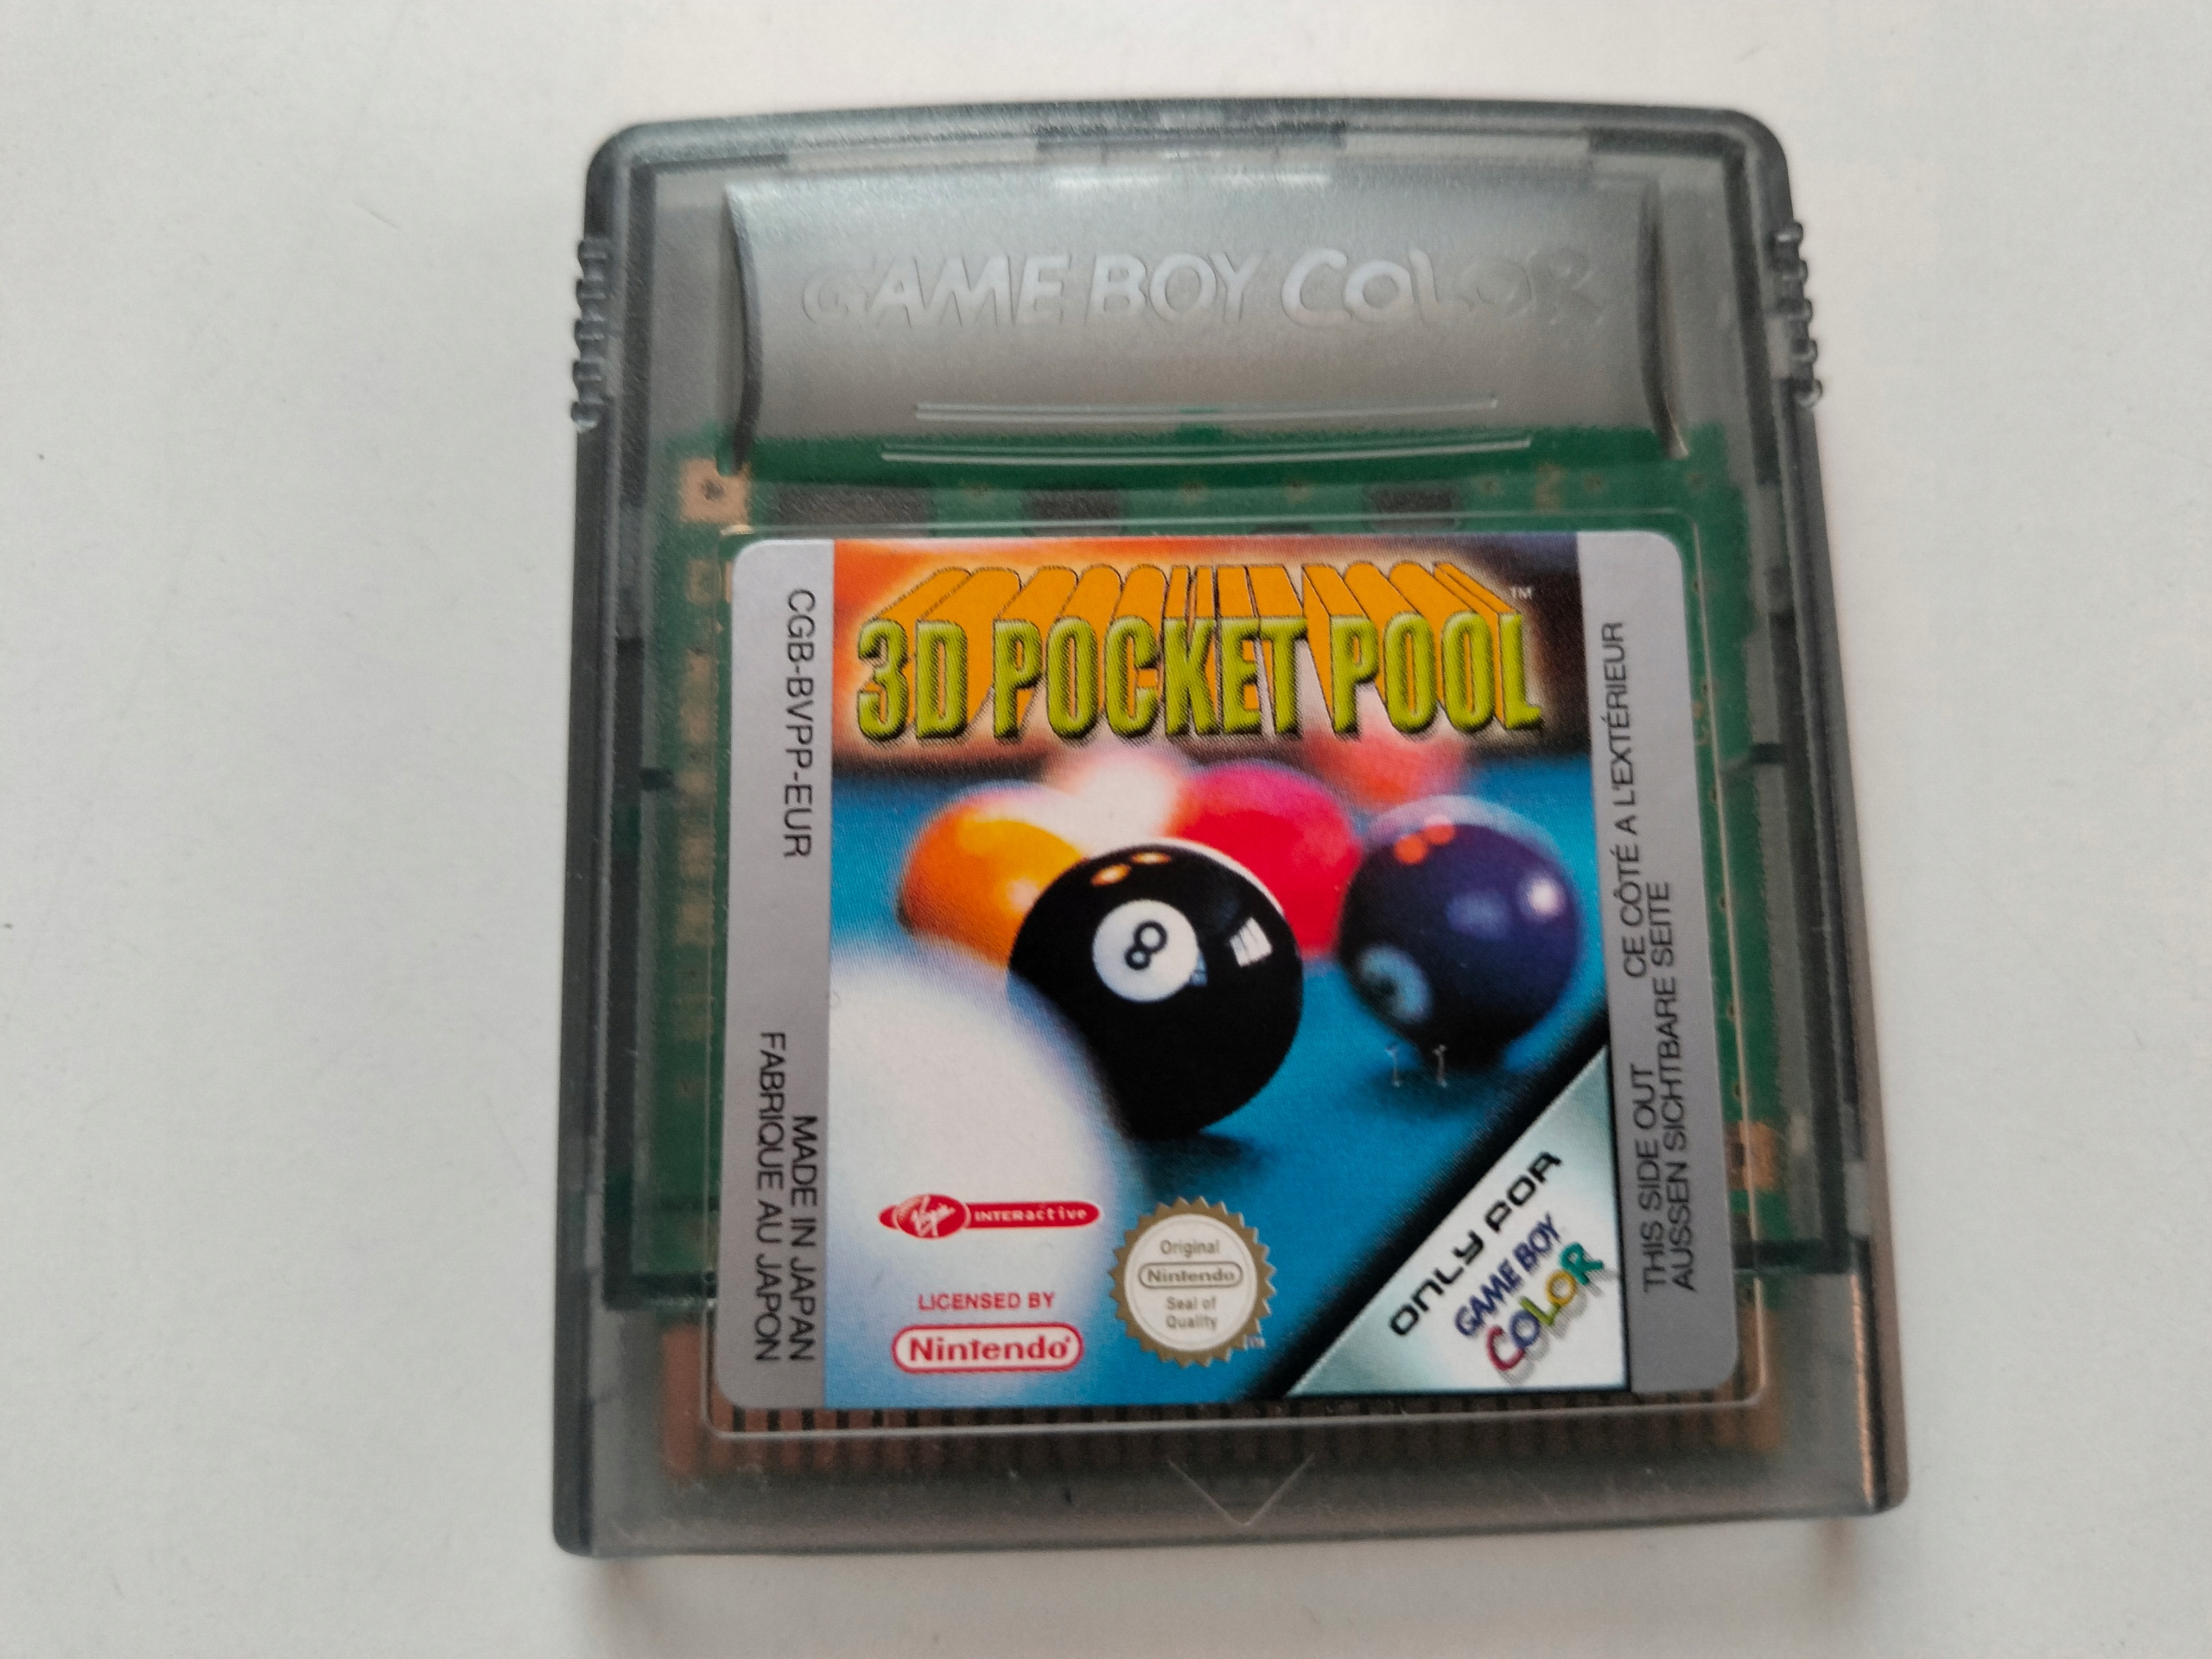 GAME BOY COLOR
3D POCKET POOL™
CGB-BVPP-EUR
MADE IN JAPAN
FABRIQUE AU JAPON
8
Virgin INTERactive
LICENSED BY
Nintendo®
Original
Nintendo
Seal of
Quality
TM
ONLY FOR
GAME BOY
COLOR
THIS SIDE OUT CE CÔTÉ A L'EXTÉRIEUR
AUSSEN SICHTBARE SEITE
11